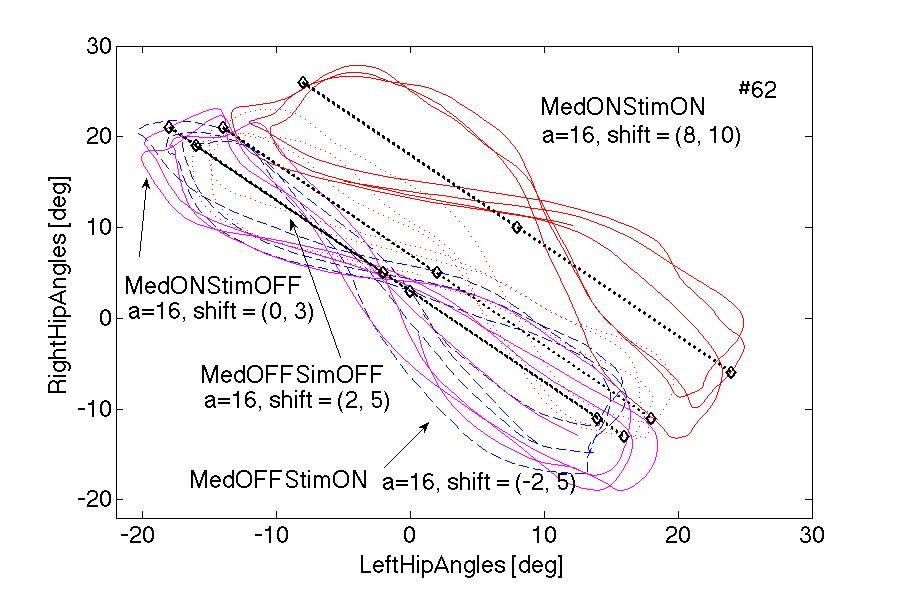 30
20
10
0
-10
-20
-20
-10
0
10
20
30
RightHipAngles [deg]
LeftHipAngles [deg]
#62
MedONStimON
a=16, shift = (8, 10)
MedONStimOFF
a=16, shift = (0, 3)
MedOFFSimOFF
a=16, shift = (2, 5)
MedOFFStimON a=16, shift = (-2, 5)